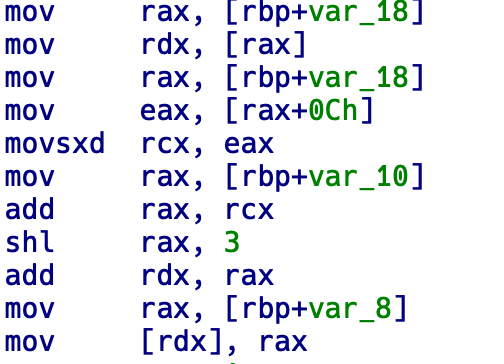 mov rax, [rbp+var_18]
mov rdx, [rax]
mov rax, [rbp+var_18]
mov eax, [rax+0Ch]
movsxd rcx, eax
mov rax, [rbp+var_10]
add rax, rcx
shl rax, 3
add rdx, rax
mov rax, [rbp+var_8]
mov [rdx], rax